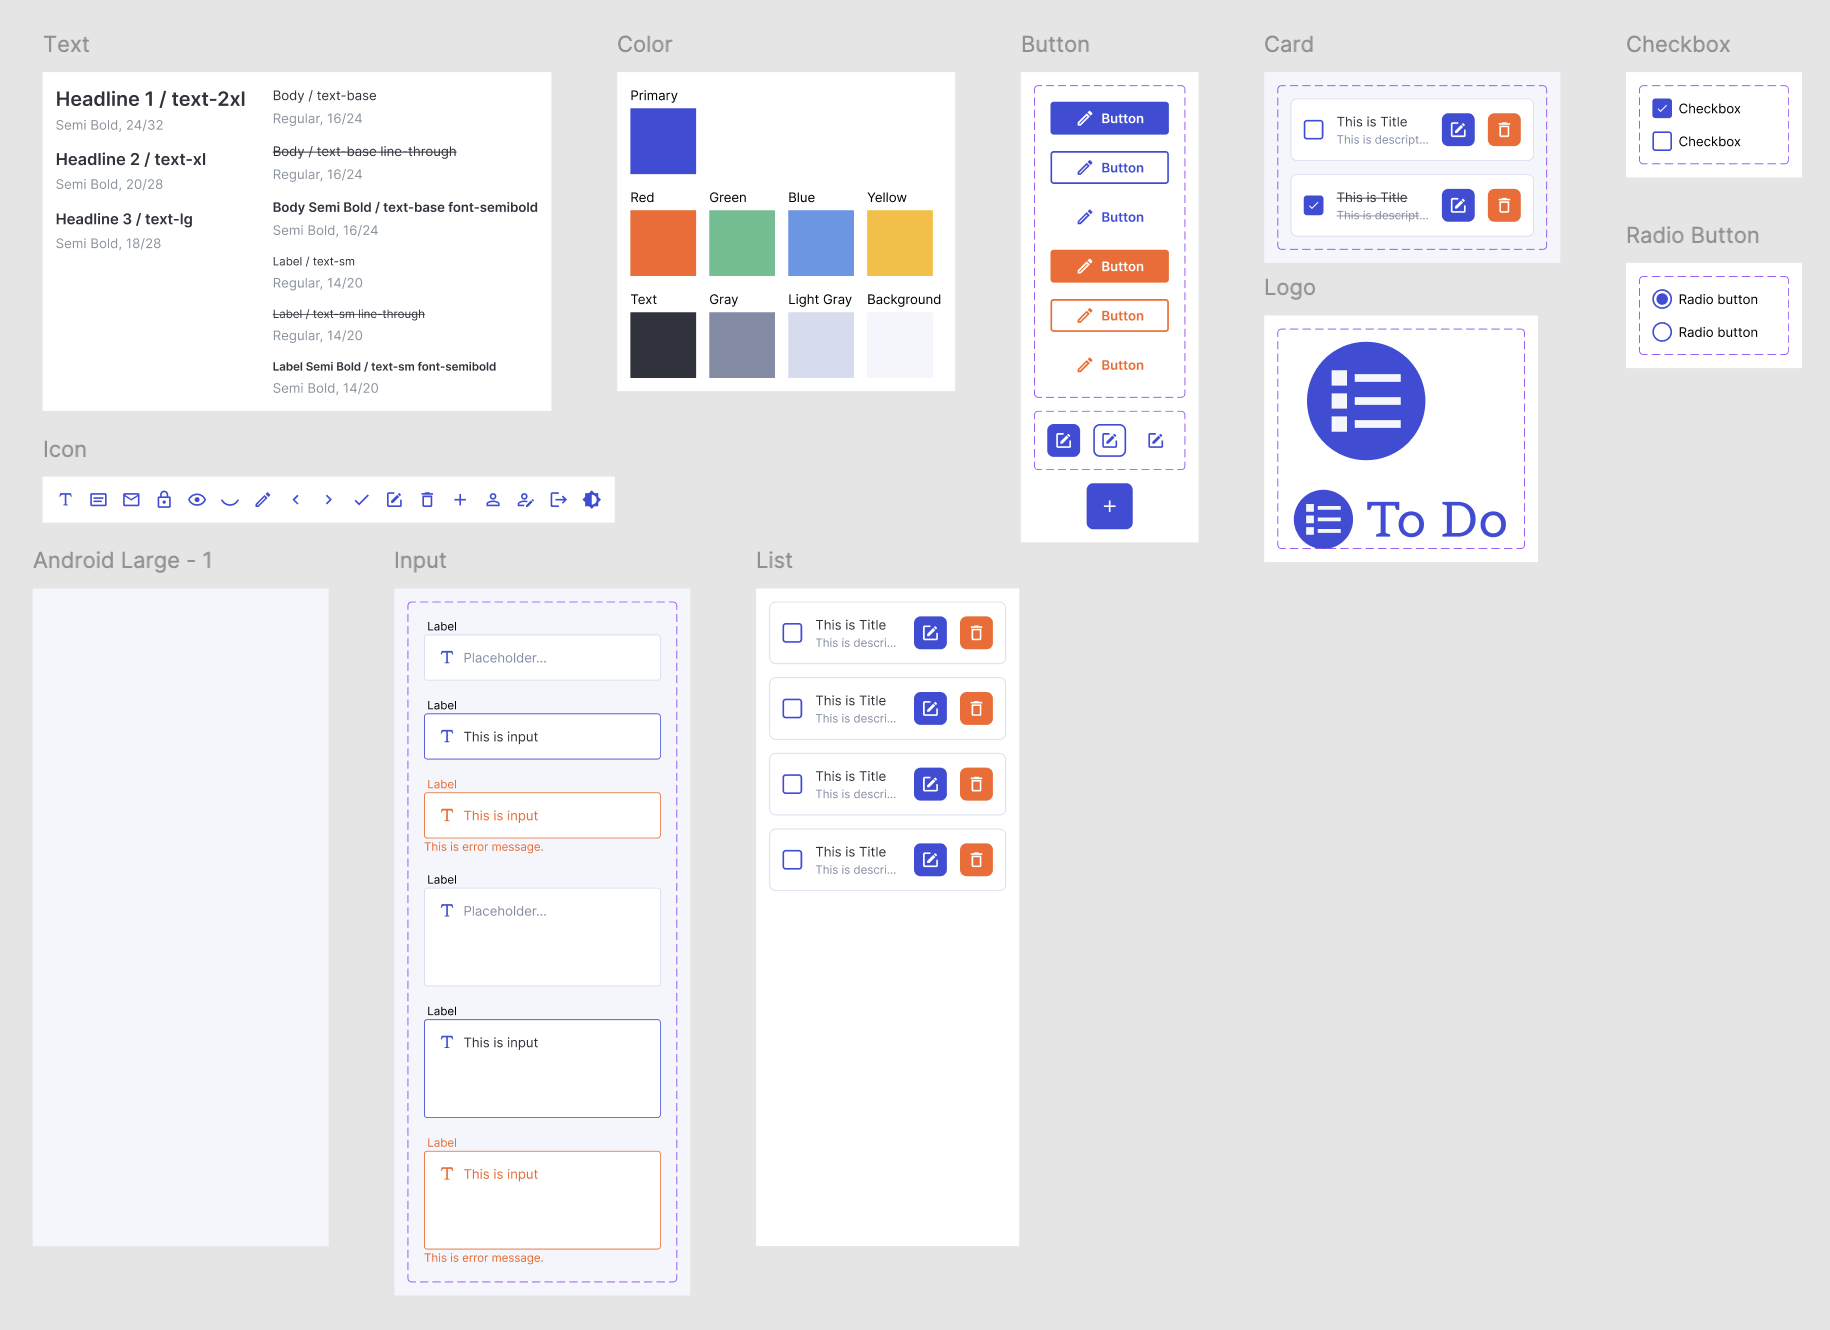 Text
Headline 1 / text-2xl
Semi Bold, 24/32
Headline 2 / text-xl
Semi Bold, 20/28
Headline 3 / text-lg
Semi Bold, 18/28
Body / text-base
Regular, 16/24
Body / text-base line-through
Regular, 16/24
Body Semi Bold / text-base font-semibold
Semi Bold, 16/24
Label / text-sm
Regular, 14/20
Label / text-sm line-through
Regular, 14/20
Label Semi Bold / text-sm font-semibold
Semi Bold, 14/20
Color
Primary
Red
Green
Blue
Yellow
Text
Gray
Light Gray
Background
Button
Button
Button
Button
Button
Button
Button
Card
This is Title
This is descript...
This is Title
This is descript...
Checkbox
Checkbox
Checkbox
Radio Button
Radio button
Radio button
Logo
To Do
Icon
Android Large - 1
Input
Label
Placeholder...
Label
This is input
Label
This is input
This is error message.
Label
Placeholder...
Label
This is input
Label
This is input
This is error message.
List
This is Title
This is descri...
This is Title
This is descri...
This is Title
This is descri...
This is Title
This is descri...